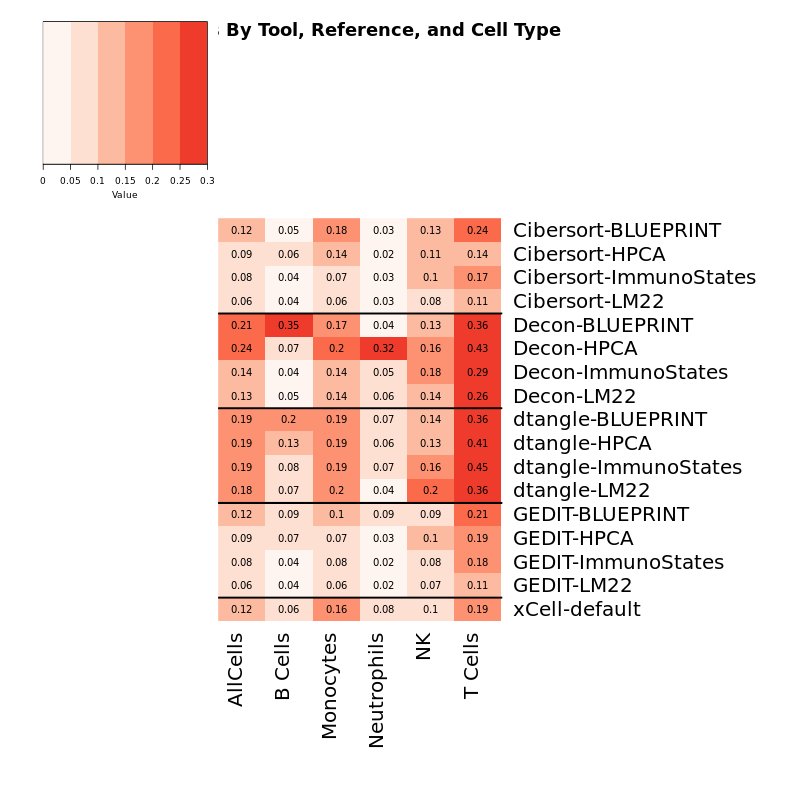 By Tool, Reference, and Cell Type
0 0.05 0.1 0.15 0.2 0.25 0.3
Value
0.12 0.05 0.18 0.03 0.13 0.24 Cibersort-BLUEPRINT
0.09 0.06 0.14 0.02 0.11 0.14 Cibersort-HPCA
0.08 0.04 0.07 0.03 0.1 0.17 Cibersort-ImmunoStates
0.06 0.04 0.06 0.03 0.08 0.11 Cibersort-LM22
0.21 0.35 0.17 0.04 0.13 0.36 Decon-BLUEPRINT
0.24 0.07 0.2 0.32 0.16 0.43 Decon-HPCA
0.14 0.04 0.14 0.05 0.18 0.29 Decon-ImmunoStates
0.13 0.05 0.14 0.06 0.14 0.26 Decon-LM22
0.19 0.2 0.19 0.07 0.14 0.36 dtangle-BLUEPRINT
0.19 0.13 0.19 0.06 0.13 0.41 dtangle-HPCA
0.19 0.08 0.19 0.07 0.16 0.45 dtangle-ImmunoStates
0.18 0.07 0.2 0.04 0.2 0.36 dtangle-LM22
0.12 0.09 0.1 0.09 0.09 0.21 GEDIT-BLUEPRINT
0.09 0.07 0.07 0.03 0.1 0.19 GEDIT-HPCA
0.08 0.04 0.08 0.02 0.08 0.18 GEDIT-ImmunoStates
0.06 0.04 0.06 0.02 0.07 0.11 GEDIT-LM22
0.12 0.06 0.16 0.08 0.1 0.19 xCell-default
AllCells
B Cells
Monocytes
Neutrophils
NK
T Cells